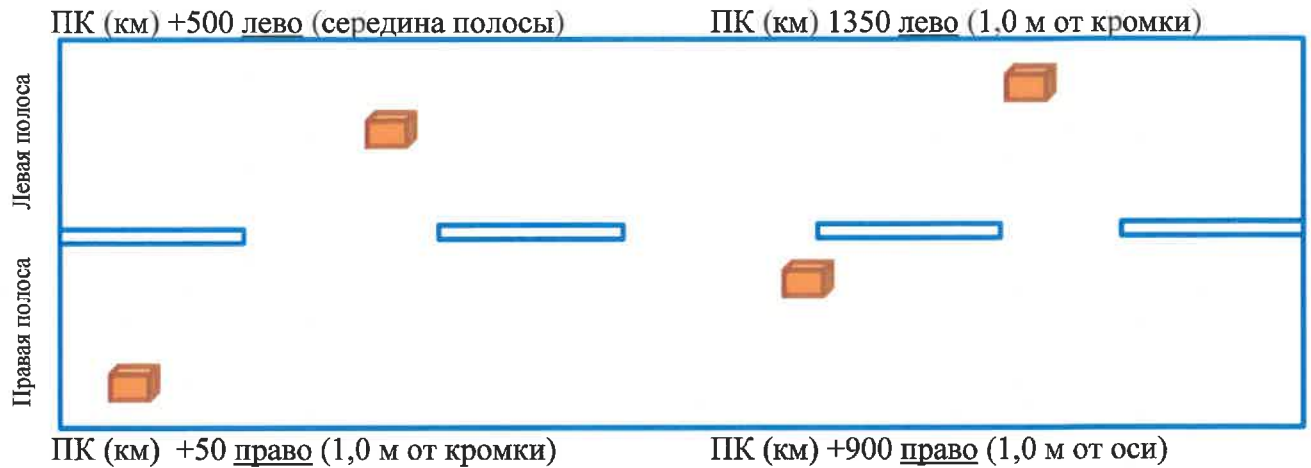 ПК (км) +500 лево (середина полосы) ПК (км) 1350 лево (1,0 м от кромки)
Левая полоса
Правая полоса
ПК (км) +50 право (1,0 м от кромки) ПК (км) +900 право (1,0 м от оси)